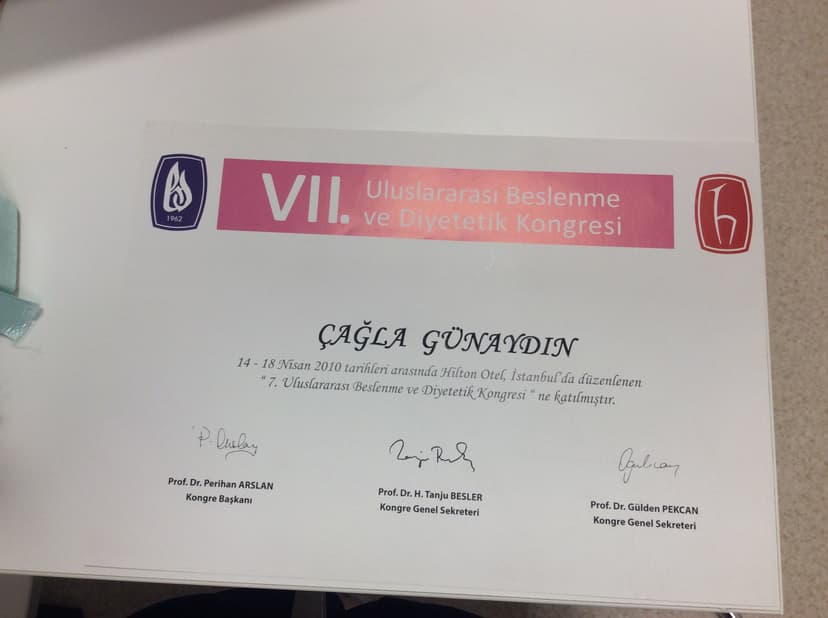 1962
VII. Uluslararası Beslenme
ve Diyetetik Kongresi
ÇAĞLA GÜNAYDIN
14 - 18 Nisan 2010 tarihleri arasında Hilton Otel, İstanbul'da düzenlenen
" 7. Uluslararası Beslenme ve Diyetetik Kongresi " ne katılmıştır.
Prof. Dr. Perihan ARSLAN
Kongre Başkanı
Prof. Dr. H. Tanju BESLER
Kongre Genel Sekreteri
Prof. Dr. Gülden PEKCAN
Kongre Genel Sekreteri